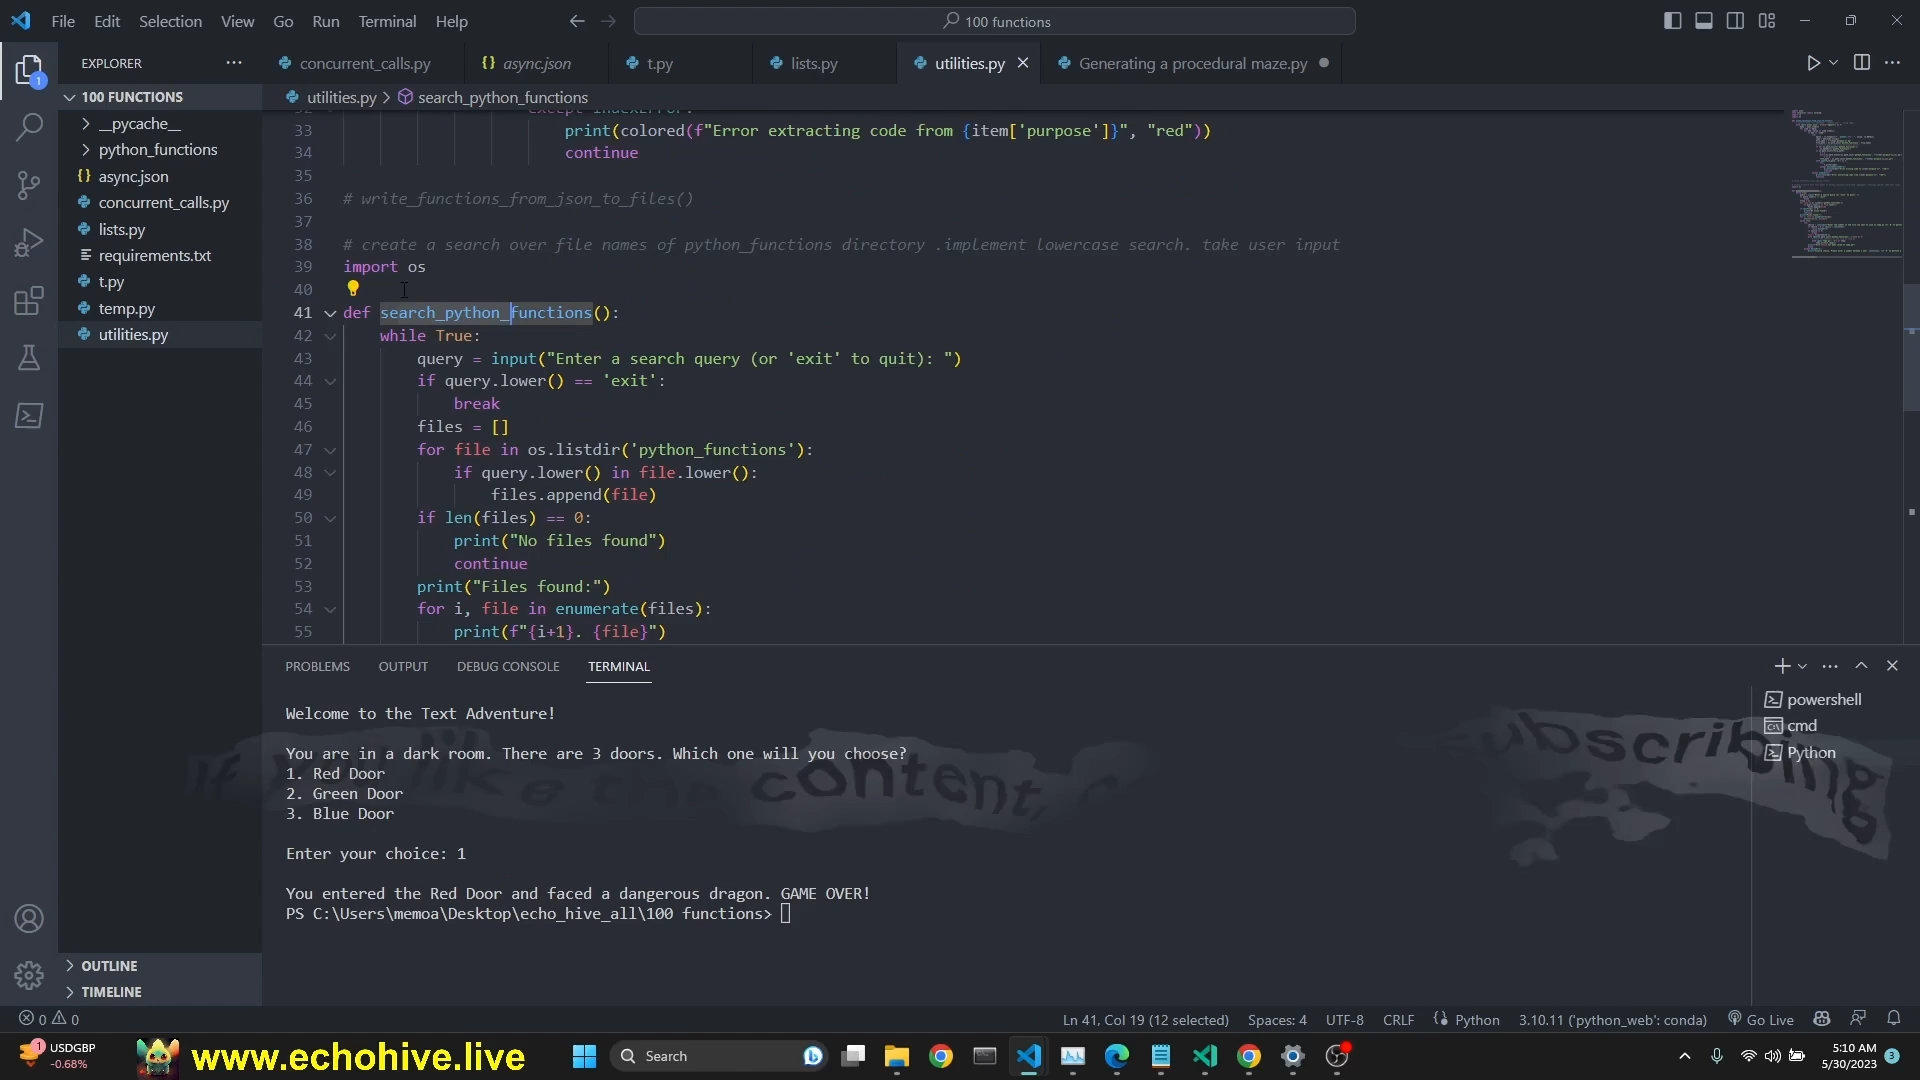 File Edit Selection View Go Run Terminal Help
100 functions
EXPLORER
concurrent_calls.py
async.json
t.py
lists.py
utilities.py
Generating a procedural maze.py
100 FUNCTIONS
utilities.py > search_python_functions
__pycache__
python_functions
async.json
concurrent_calls.py
lists.py
requirements.txt
t.py
temp.py
utilities.py
33 print(colored(f"Error extracting code from {item['purpose']}", "red"))
34 continue
35
36 # write_functions_from_json_to_files()
37
38 # create a search over file names of python_functions directory .implement lowercase search. take user input
39 import os
40
41 def search_python_functions():
42 while True:
43 query = input("Enter a search query (or 'exit' to quit): ")
44 if query.lower() == 'exit':
45 break
46 files = []
47 for file in os.listdir('python_functions'):
48 if query.lower() in file.lower():
49 files.append(file)
50 if len(files) == 0:
51 print("No files found")
52 continue
53 print("Files found:")
54 for i, file in enumerate(files):
55 print(f"{i+1}. {file}")
PROBLEMS OUTPUT DEBUG CONSOLE TERMINAL
Welcome to the Text Adventure!
You are in a dark room. There are 3 doors. Which one will you choose?
1. Red Door
2. Green Door
3. Blue Door
Enter your choice: 1
You entered the Red Door and faced a dangerous dragon. GAME OVER!
PS C:\Users\memoa\Desktop\echo_hive_all\100 functions>
powershell
cmd
Python
If you like the content,
subscribing
OUTLINE
TIMELINE
0 0
Ln 41, Col 19 (12 selected) Spaces: 4 UTF-8 CRLF Python 3.10.11 ('python_web': conda) Go Live
1
USDGBP
-0.68%
www.echohive.live
Search
5:10 AM
5/30/2023
3